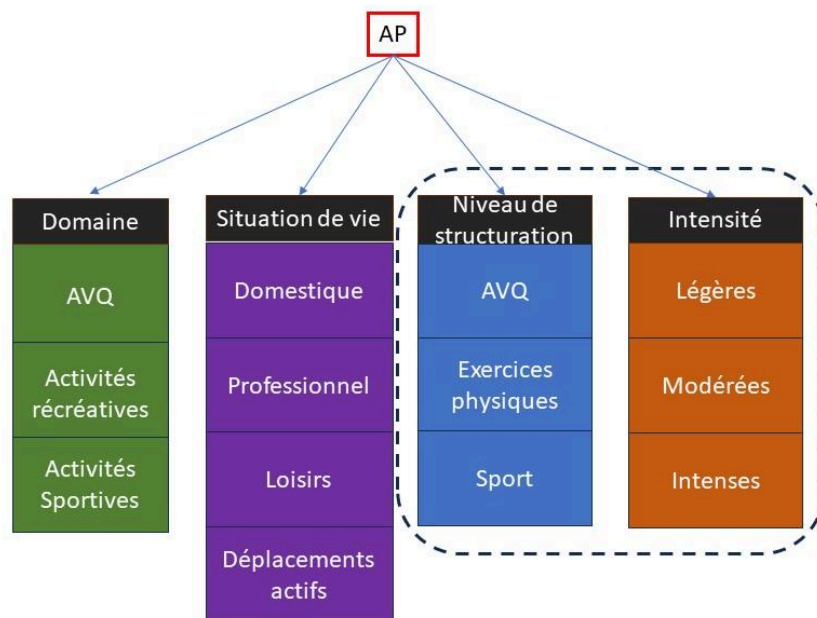 AP
Domaine
AVQ
Activités
récréatives
Activités
Sportives
Situation de vie
Domestique
Professionnel
Loisirs
Déplacements
actifs
Niveau de
structuration
AVQ
Exercices
physiques
Sport
Intensité
Légères
Modérées
Intenses